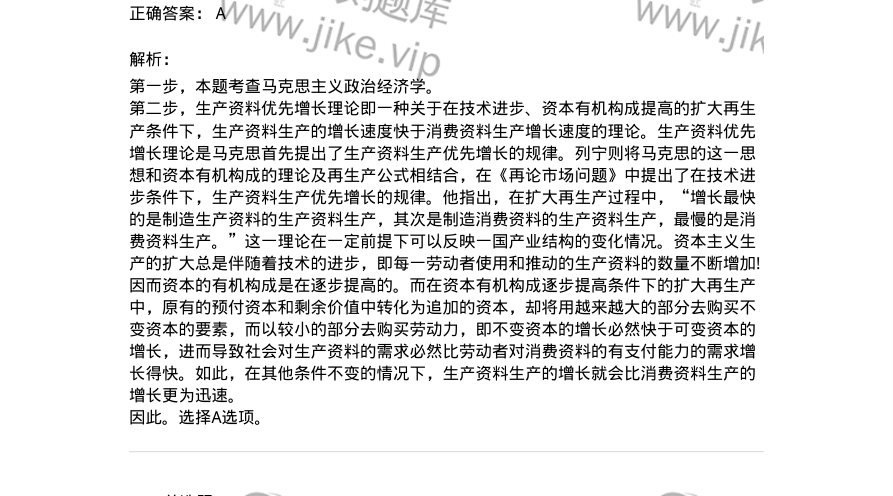 正确答案： A
www.jike.vip
解析：
第一步，本题考查马克思主义政治经济学。
第二步，生产资料优先增长理论即一种关于在技术进步、资本有机构成提高的扩大再生
产条件下，生产资料生产的增长速度快于消费资料生产增长速度的理论。生产资料优先
增长理论是马克思首先提出了生产资料生产优先增长的规律。列宁则将马克思的这一思
想和资本有机构成的理论及再生产公式相结合，在《再论市场问题》中提出了在技术进
步条件下，生产资料生产优先增长的规律。他指出，在扩大再生产过程中，“增长最快
的是制造生产资料的生产资料生产，其次是制造消费资料的生产资料生产，最慢的是消
费资料生产。”这一理论在一定前提下可以反映一国产业结构的变化情况。资本主义生
产的扩大总是伴随着技术的进步，即每一劳动者使用和推动的生产资料的数量不断增加!
因而资本的有机构成是在逐步提高的。而在资本有机构成逐步提高条件下的扩大再生产
中，原有的预付资本和剩余价值中转化为追加的资本，却将用越来越大的部分去购买不
变资本的要素，而以较小的部分去购买劳动力，即不变资本的增长必然快于可变资本的
增长，进而导致社会对生产资料的需求必然比劳动者对消费资料的有支付能力的需求增
长得快。如此，在其他条件不变的情况下，生产资料生产的增长就会比消费资料生产的
增长更为迅速。
因此。选择A选项。